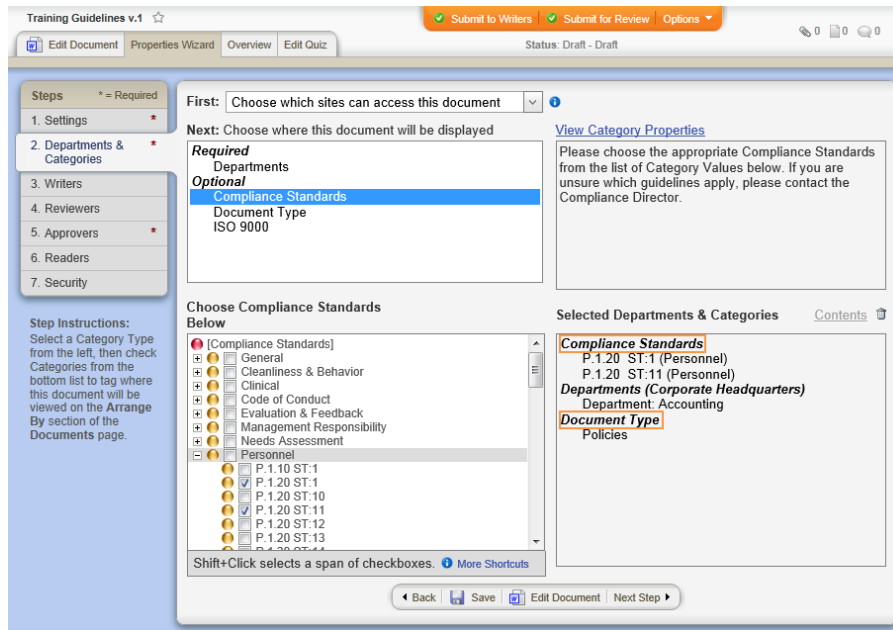 Training Guidelines v.1
Submit to Writers
Submit for Review
Options
0
0
0
Edit Document
Properties Wizard
Overview
Edit Quiz
Status: Draft - Draft
Steps
* = Required
1. Settings *
2. Departments & *
Categories
3. Writers
4. Reviewers
5. Approvers *
6. Readers
7. Security
Step Instructions:
Select a Category Type
from the left, then check
Categories from the
bottom list to tag where
this document will be
viewed on the Arrange
By section of the
Documents page.
First: Choose which sites can access this document
Next: Choose where this document will be displayed
Required
Departments
Optional
Compliance Standards
Document Type
ISO 9000
View Category Properties
Please choose the appropriate Compliance Standards
from the list of Category Values below. If you are
unsure which guidelines apply, please contact the
Compliance Director.
Choose Compliance Standards
Below
[Compliance Standards]
General
Cleanliness & Behavior
Clinical
Code of Conduct
Evaluation & Feedback
Management Responsibility
Needs Assessment
Personnel
P.1.10 ST:1
P.1.20 ST:1
P.1.20 ST:10
P.1.20 ST:11
P.1.20 ST:12
P.1.20 ST:13
Shift+Click selects a span of checkboxes. More Shortcuts
Selected Departments & Categories
Contents
Compliance Standards
P.1.20 ST:1 (Personnel)
P.1.20 ST:11 (Personnel)
Departments (Corporate Headquarters)
Department: Accounting
Document Type
Policies
Back
Save
Edit Document
Next Step